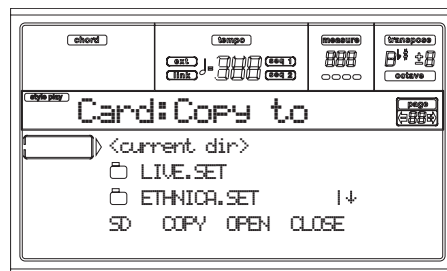 chord tempo measure transpose
ext seq 1
link seq 2
octave
style play Card:Copy to page
<current dir>
LIVE.SET
ETHNICA.SET
SD COPY OPEN CLOSE